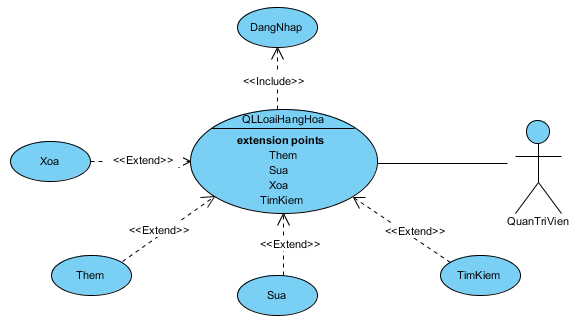 DangNhap
<<Include>>
QLLoaiHangHoa
extension points
Them
Sua
Xoa
TimKiem
Xoa
<<Extend>>
QuanTriVien
<<Extend>>
<<Extend>>
<<Extend>>
Them
Sua
TimKiem